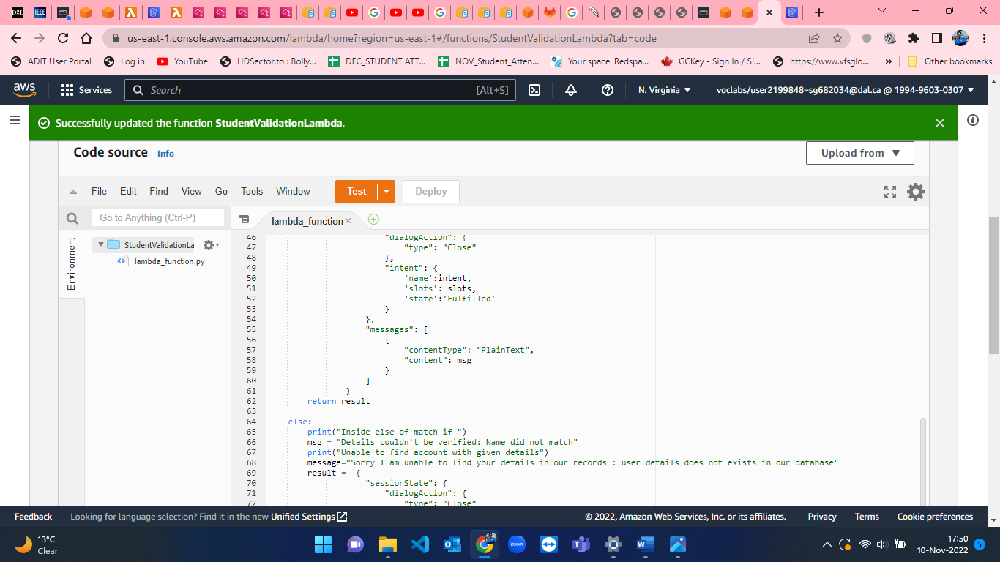 D2L
IEEE
aws
us-east-1.console.aws.amazon.com/lambda/home?region=us-east-1#/functions/StudentValidationLambda?tab=code
ADIT User Portal
Log in
YouTube
HDSector.to : Bolly...
DEC_STUDENT ATT...
NOV_Student_Atten...
Your space. Redspa...
GCKey - Sign In / Si...
https://www.vfsglo...
»
Other bookmarks
aws
Services
Search
[Alt+S]
N. Virginia
voclabs/user2199848=sg682034@dal.ca @ 1994-9603-0307
Successfully updated the function StudentValidationLambda.
Code source Info
Upload from
File Edit Find View Go Tools Window
Test
Deploy
Go to Anything (Ctrl-P)
lambda_function
Environment
StudentValidationLa
lambda_function.py
46 "dialogAction": {
47 "type": "Close"
48 },
49 "intent": {
50 'name':intent,
51 'slots': slots,
52 'state':'Fulfilled'
53 }
54 },
55 "messages": [
56 {
57 "contentType": "PlainText",
58 "content": msg
59 }
60 ]
61 }
62 return result
63
64 else:
65 print("Inside else of match if ")
66 msg = "Details couldn't be verified: Name did not match"
67 print("Unable to find account with given details")
68 message="Sorry I am unable to find your details in our records : user details does not exists in our database"
69 result = {
70 "sessionState": {
71 "dialogAction": {
72 "type": "Close"
Feedback
Looking for language selection? Find it in the new Unified Settings
© 2022, Amazon Web Services, Inc. or its affiliates.
Privacy
Terms
Cookie preferences
13°C
Clear
zoom
17:50
10-Nov-2022
5